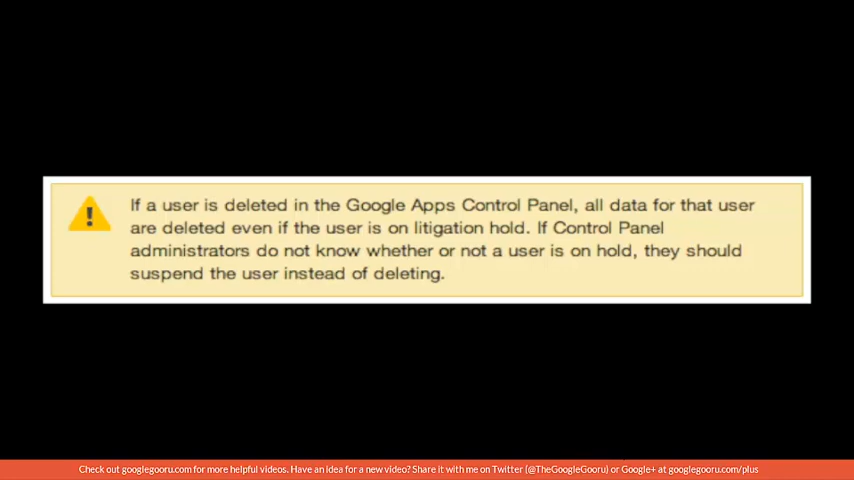 If a user is deleted in the Google Apps Control Panel, all data for that user
are deleted even if the user is on litigation hold. If Control Panel
administrators do not know whether or not a user is on hold, they should
suspend the user instead of deleting.
Check out googlegooru.com for more helpful videos. Have an idea for a new video? Share it with me on Twitter (@TheGoogleGooru) or Google+ at googlegooru.com/plus